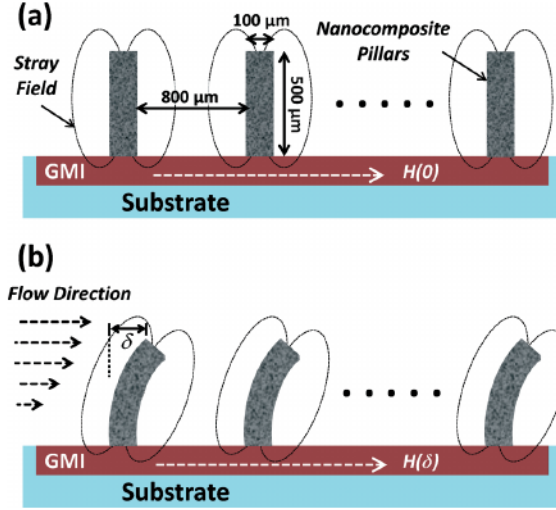 (a)
100 μm
Nanocomposite
Pillars
Stray
Field
800 μm
500 μm
GMI
H(0)
Substrate
(b)
Flow Direction
δ
GMI
H(δ)
Substrate